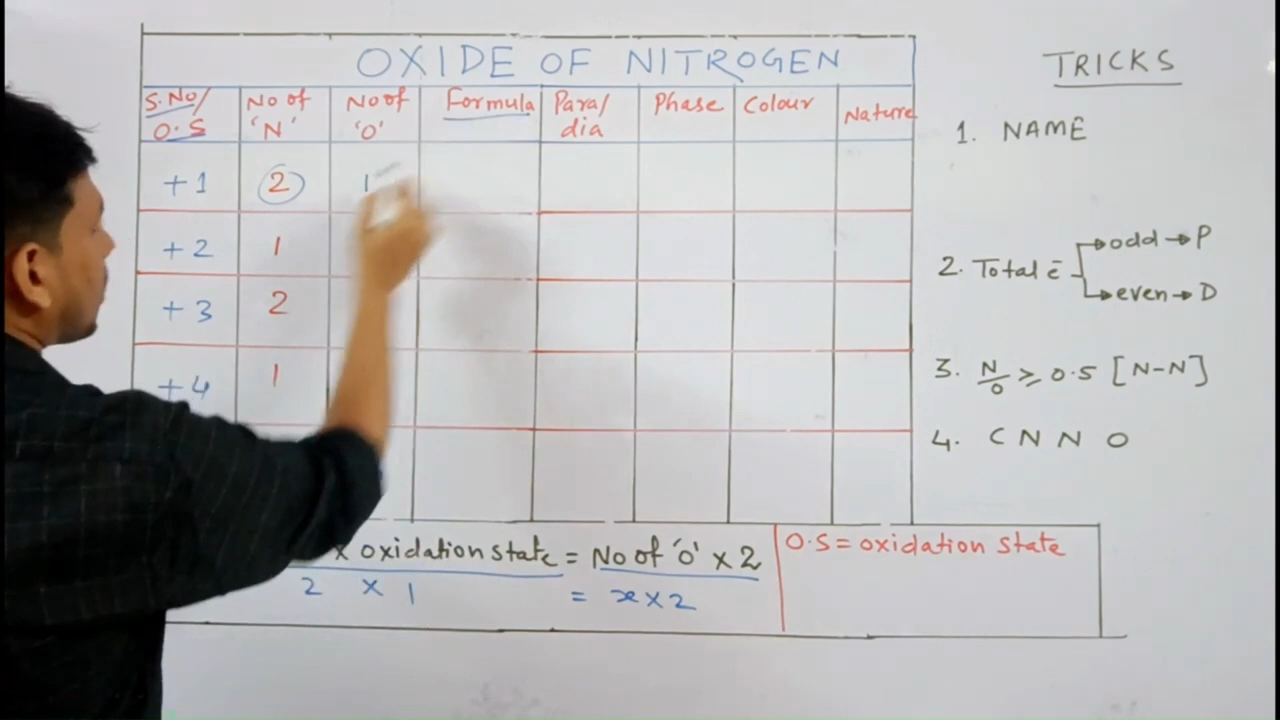 OXIDE OF NITROGEN
S.No/ O.S
No of 'N'
No of 'O'
Formula
Para/ dia
Phase
Colour
Nature
+1 2 1
+2 1
+3 2
+4 1
x oxidation state = No of 'O' x 2
2 x 1 = x x 2
O.S = oxidation state
TRICKS
1. NAME
2. Total ē
odd → P
even → D
3. N/O ⩾ 0.5 [N-N]
4. C N N O